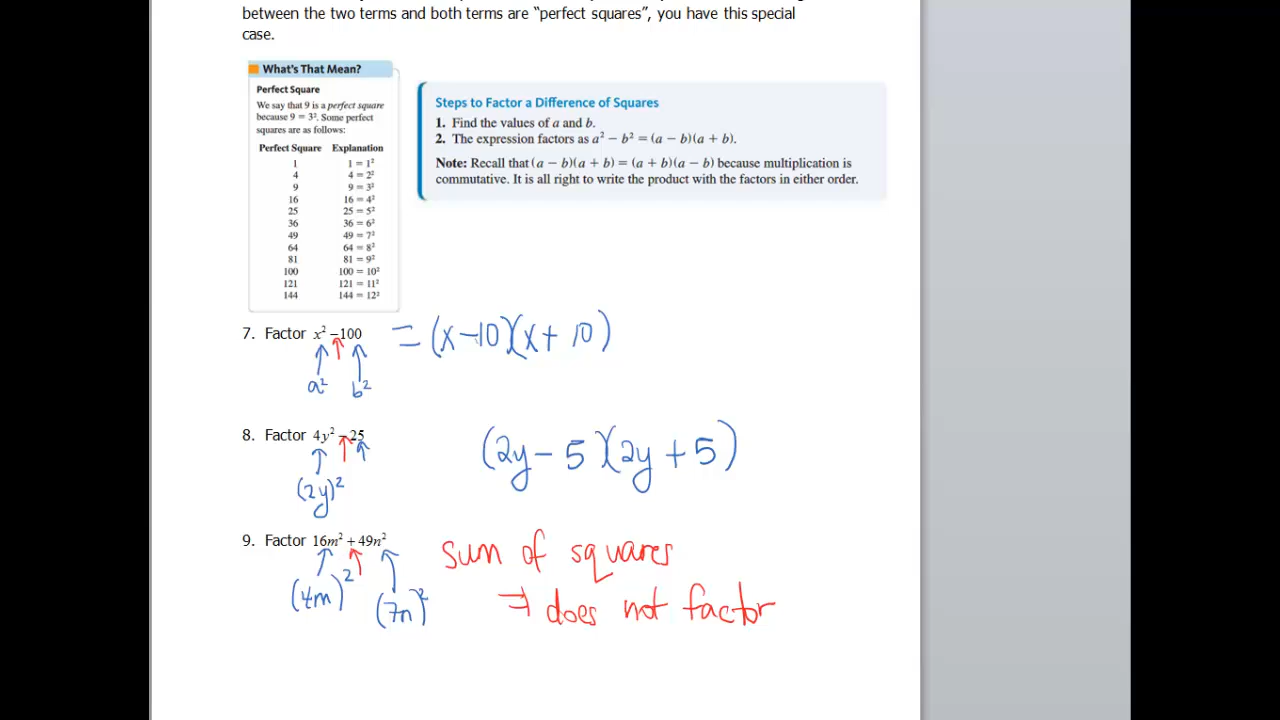 between the two terms and both terms are “perfect squares”, you have this special
case.
What's That Mean?
Perfect Square
We say that 9 is a perfect square
because 9 = 3². Some perfect
squares are as follows:
Perfect Square Explanation
1 1 = 1²
4 4 = 2²
9 9 = 3²
16 16 = 4²
25 25 = 5²
36 36 = 6²
49 49 = 7²
64 64 = 8²
81 81 = 9²
100 100 = 10²
121 121 = 11²
144 144 = 12²
Steps to Factor a Difference of Squares
1. Find the values of a and b.
2. The expression factors as a² − b² = (a − b)(a + b).
Note: Recall that (a − b)(a + b) = (a + b)(a − b) because multiplication is
commutative. It is all right to write the product with the factors in either order.
7. Factor x² − 100 = (x − 10)(x + 10)
a² b²
8. Factor 4y² − 25 (2y − 5)(2y + 5)
(2y)²
9. Factor 16m² + 49n² sum of squares
(4m)² (7n)² ⇒ does not factor